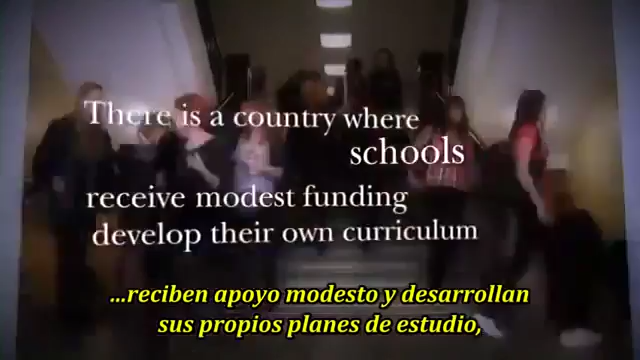 There is a country where
schools
receive modest funding
develop their own curriculum
...reciben apoyo modesto y desarrollan
sus propios planes de estudio,